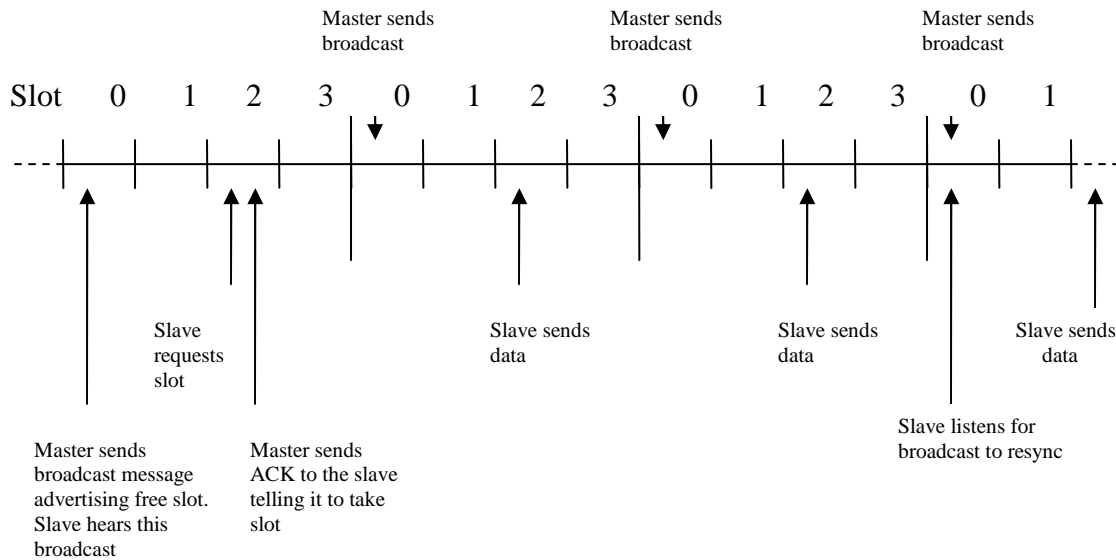 Master sends
broadcast
Master sends
broadcast
Master sends
broadcast
Slot 0 1 2 3 0 1 2 3 0 1 2 3 0 1
Slave
requests
slot
Slave sends
data
Slave sends
data
Slave sends
data
Master sends
broadcast message
advertising free slot.
Slave hears this
broadcast
Master sends
ACK to the slave
telling it to take
slot
Slave listens for
broadcast to resync